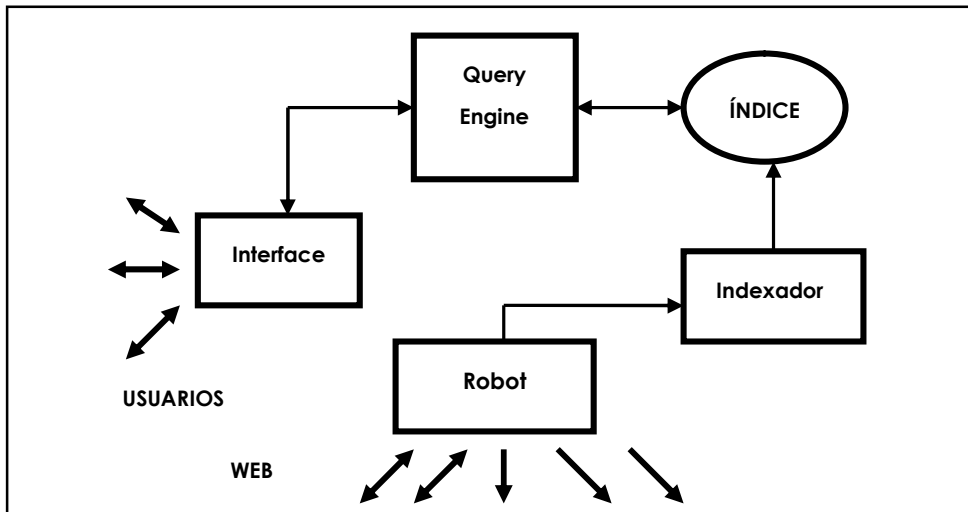 Query
Engine
ÍNDICE
Interface
Indexador
Robot
USUARIOS
WEB